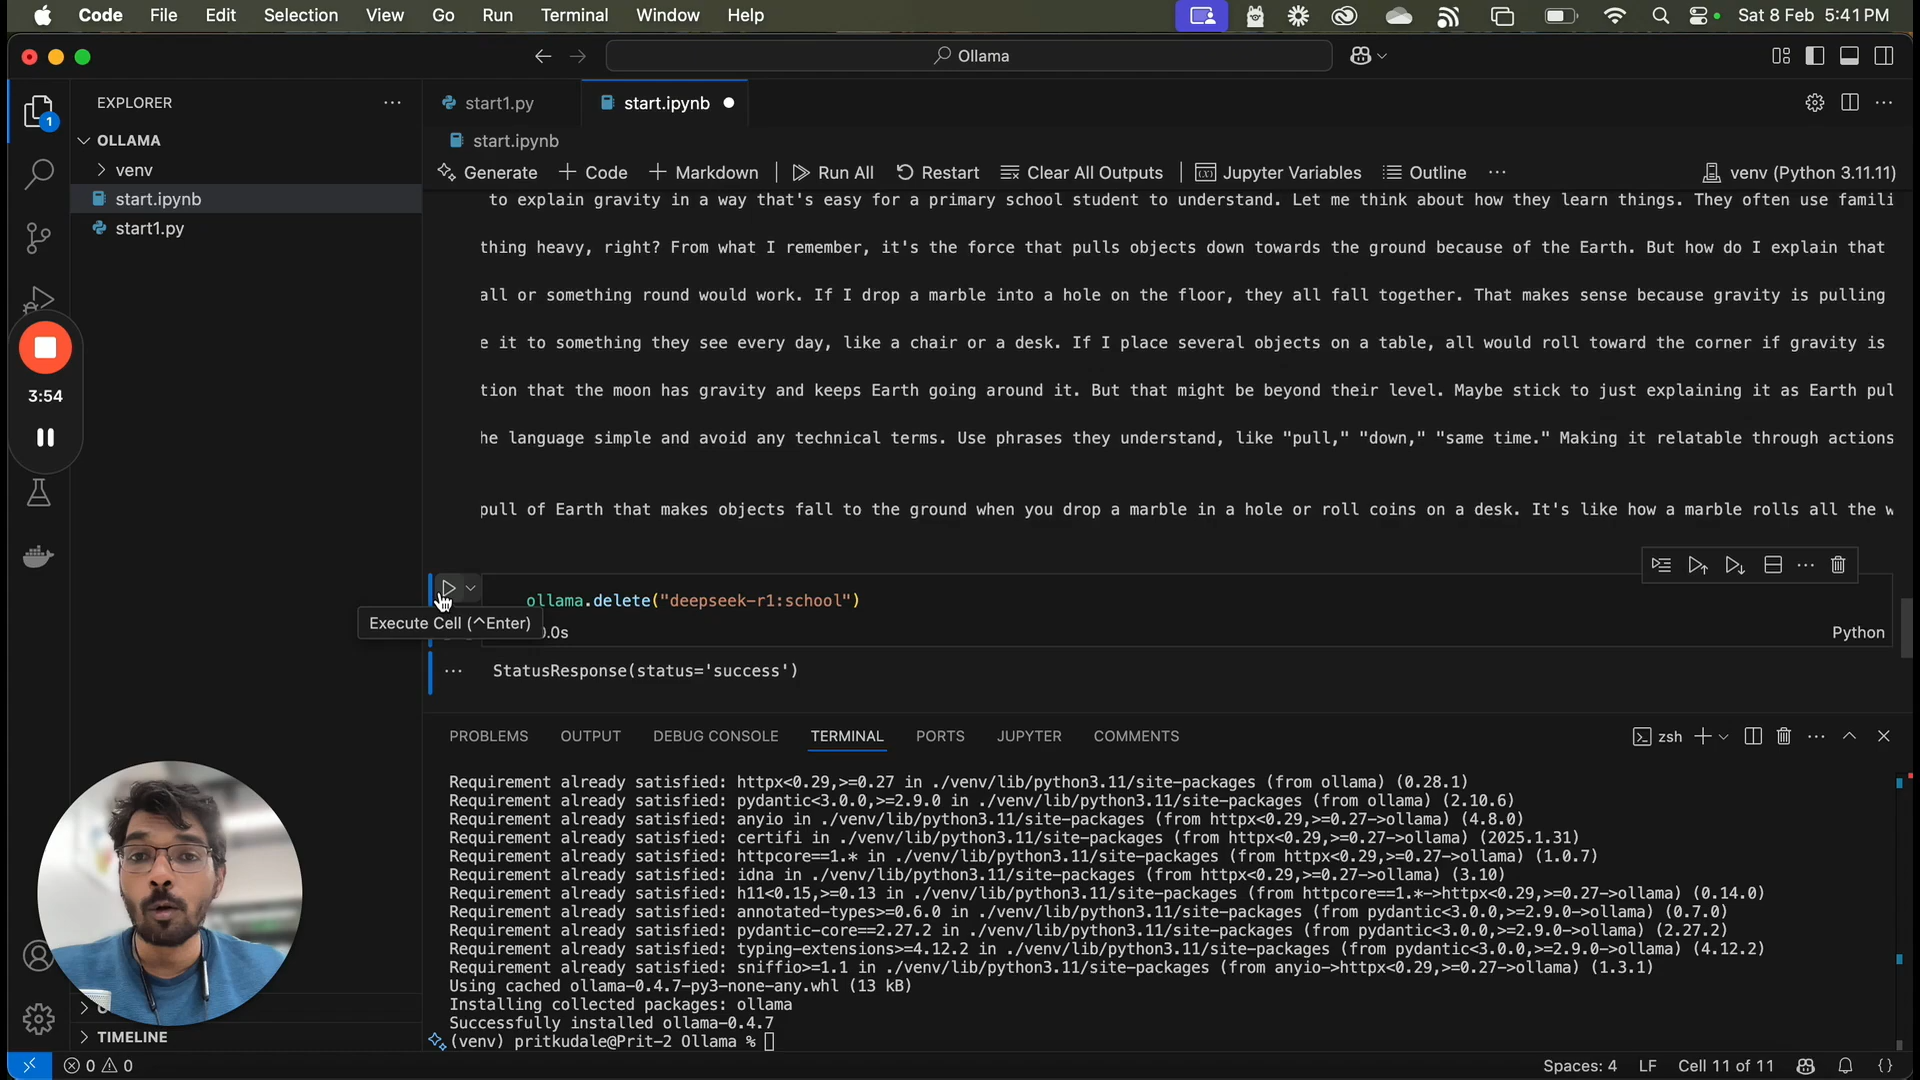 Code File Edit Selection View Go Run Terminal Window Help Sat 8 Feb 5:41 PM
Ollama
EXPLORER
1
OLLAMA
venv
start.ipynb
start1.py
3:54
TIMELINE
start1.py start.ipynb
start.ipynb
Generate + Code + Markdown Run All Restart Clear All Outputs Jupyter Variables Outline ... venv (Python 3.11.11)
to explain gravity in a way that's easy for a primary school student to understand. Let me think about how they learn things. They often use famili
thing heavy, right? From what I remember, it's the force that pulls objects down towards the ground because of the Earth. But how do I explain that
all or something round would work. If I drop a marble into a hole on the floor, they all fall together. That makes sense because gravity is pulling
e it to something they see every day, like a chair or a desk. If I place several objects on a table, all would roll toward the corner if gravity is
tion that the moon has gravity and keeps Earth going around it. But that might be beyond their level. Maybe stick to just explaining it as Earth pul
he language simple and avoid any technical terms. Use phrases they understand, like "pull," "down," "same time." Making it relatable through actions
pull of Earth that makes objects fall to the ground when you drop a marble in a hole or roll coins on a desk. It's like how a marble rolls all the w
ollama.delete("deepseek-r1:school")
Execute Cell (^Enter) 0.0s Python
StatusResponse(status='success')
PROBLEMS OUTPUT DEBUG CONSOLE TERMINAL PORTS JUPYTER COMMENTS zsh
Requirement already satisfied: httpx<0.29,>=0.27 in ./venv/lib/python3.11/site-packages (from ollama) (0.28.1)
Requirement already satisfied: pydantic<3.0.0,>=2.9.0 in ./venv/lib/python3.11/site-packages (from ollama) (2.10.6)
Requirement already satisfied: anyio in ./venv/lib/python3.11/site-packages (from httpx<0.29,>=0.27->ollama) (4.8.0)
Requirement already satisfied: certifi in ./venv/lib/python3.11/site-packages (from httpx<0.29,>=0.27->ollama) (2025.1.31)
Requirement already satisfied: httpcore==1.* in ./venv/lib/python3.11/site-packages (from httpx<0.29,>=0.27->ollama) (1.0.7)
Requirement already satisfied: idna in ./venv/lib/python3.11/site-packages (from httpx<0.29,>=0.27->ollama) (3.10)
Requirement already satisfied: h11<0.15,>=0.13 in ./venv/lib/python3.11/site-packages (from httpcore==1.*->httpx<0.29,>=0.27->ollama) (0.14.0)
Requirement already satisfied: annotated-types>=0.6.0 in ./venv/lib/python3.11/site-packages (from pydantic<3.0.0,>=2.9.0->ollama) (0.7.0)
Requirement already satisfied: pydantic-core==2.27.2 in ./venv/lib/python3.11/site-packages (from pydantic<3.0.0,>=2.9.0->ollama) (2.27.2)
Requirement already satisfied: typing-extensions>=4.12.2 in ./venv/lib/python3.11/site-packages (from pydantic<3.0.0,>=2.9.0->ollama) (4.12.2)
Requirement already satisfied: sniffio>=1.1 in ./venv/lib/python3.11/site-packages (from anyio->httpx<0.29,>=0.27->ollama) (1.3.1)
Using cached ollama-0.4.7-py3-none-any.whl (13 kB)
Installing collected packages: ollama
Successfully installed ollama-0.4.7
(venv) pritkudale@Prit-2 Ollama %
0 0 Spaces: 4 LF Cell 11 of 11 {}